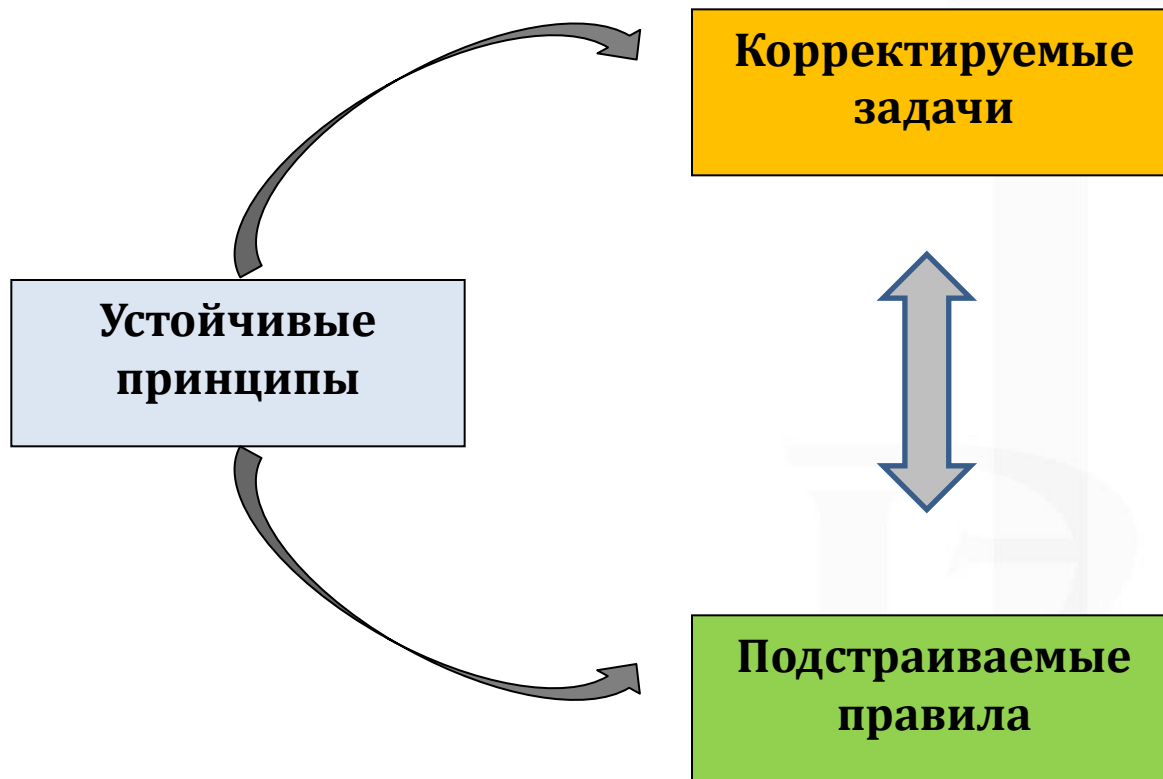 Корректируемые
задачи
Устойчивые
принципы
Подстраиваемые
правила